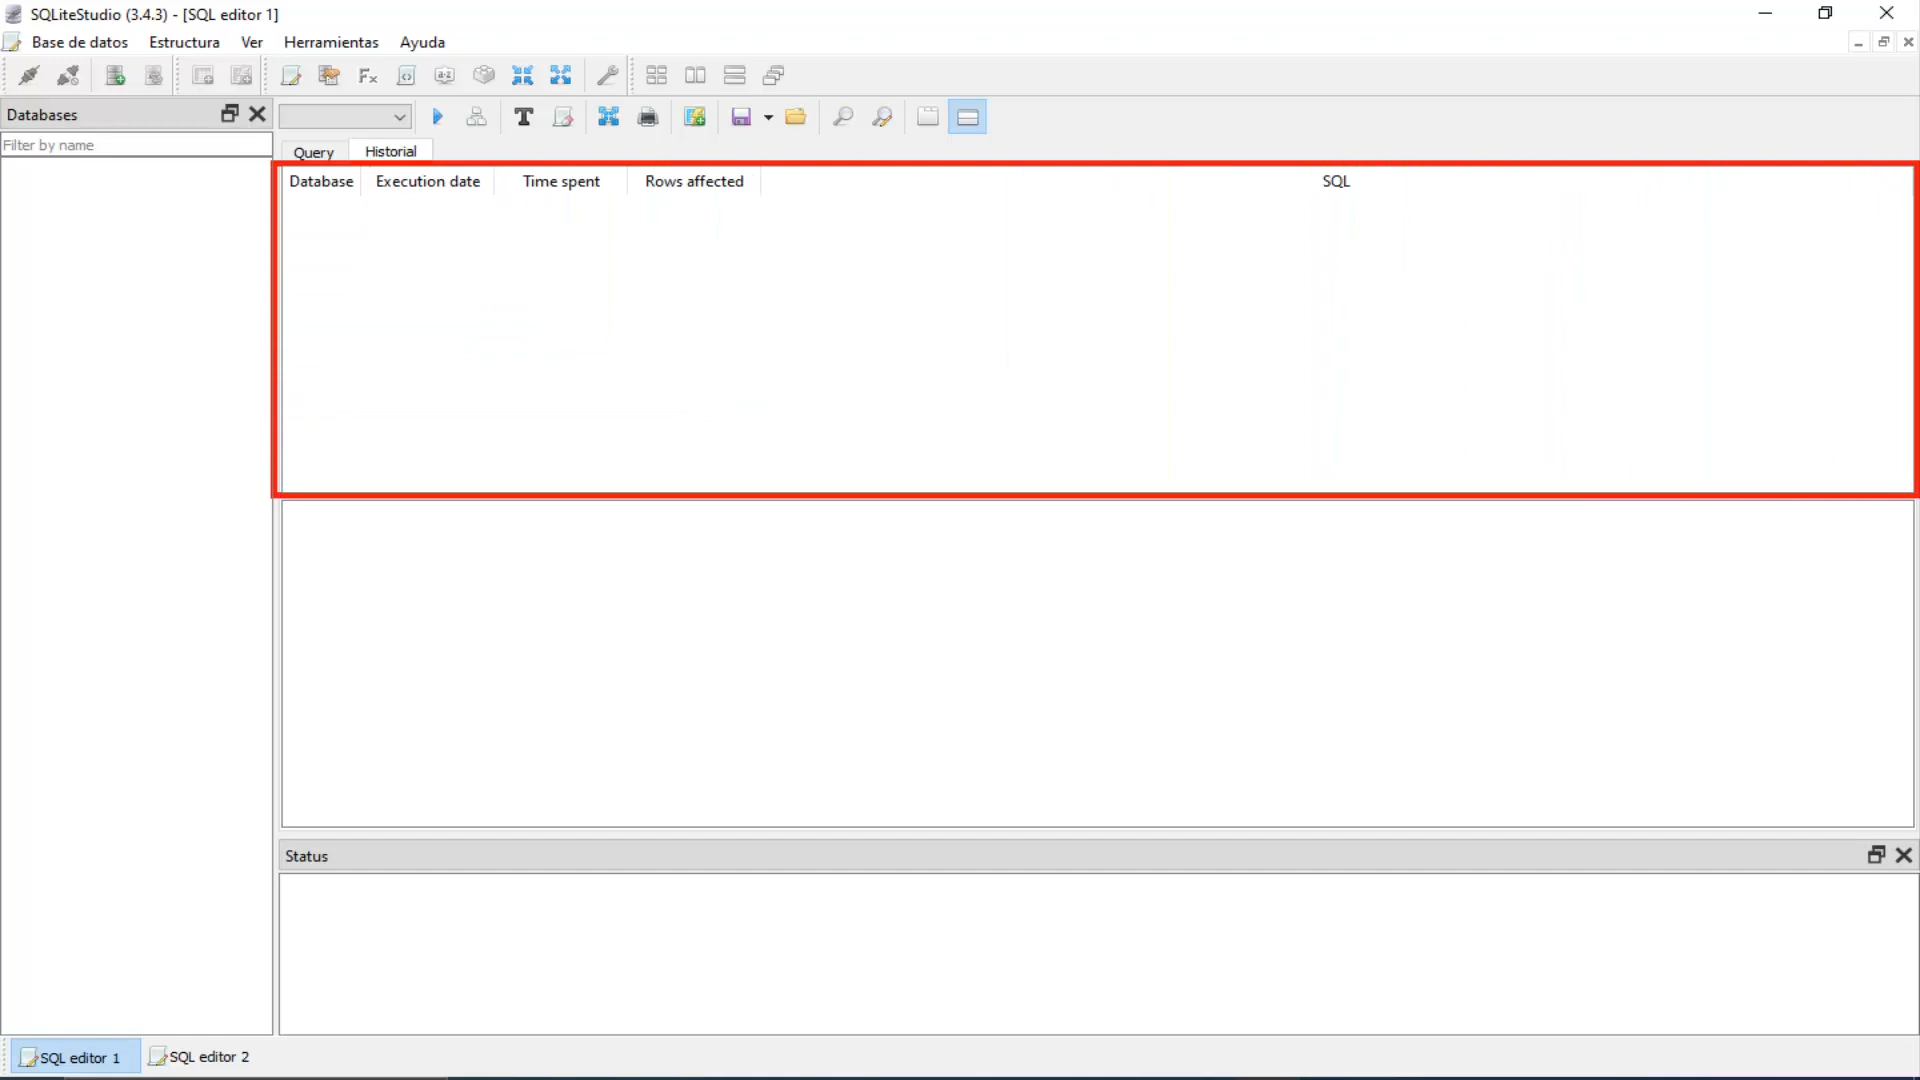 SQLiteStudio (3.4.3) - [SQL editor 1]
Base de datos Estructura Ver Herramientas Ayuda
Databases
Filter by name
Query Historial
Database Execution date Time spent Rows affected SQL
Status
SQL editor 1 SQL editor 2